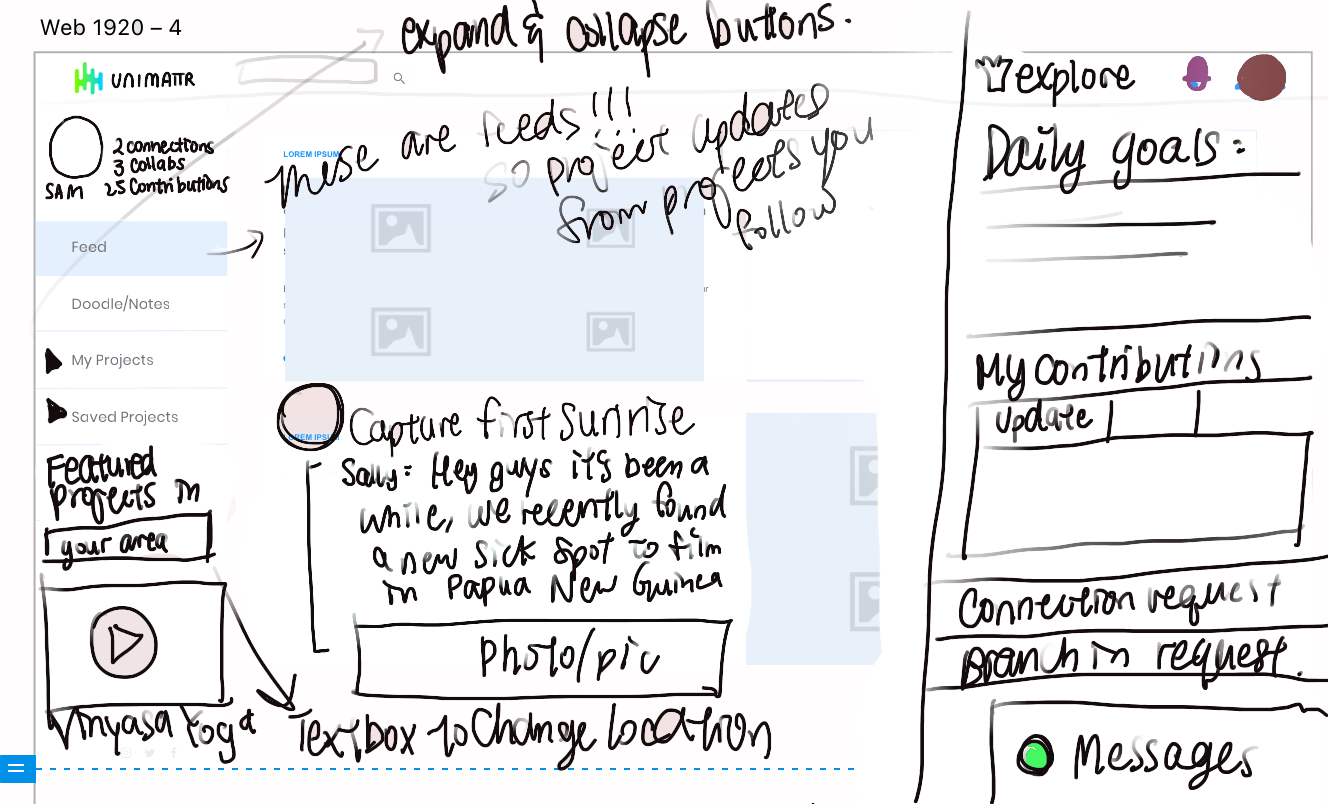 Web 1920 – 4
expand & collapse buttons.
UNIMATTR
explore
2 connections
3 Collabs
25 Contributions
SAM
LOREM IPSUM
These are feeds!!!
so project updates
from projects you
follow
Daily goals:
Feed
Doodle/Notes
My Projects
Saved Projects
My contributions
update
Featured
projects in
your area
LOREM IPSUM
Capture first sunrise
Sally: Hey guys it's been a
while, we recently found
a new sick spot to film
in Papua New Guinea
Photo/pic
Vinyasa Yoga
Textbox to change location
Connection request
Branch in request.
Messages